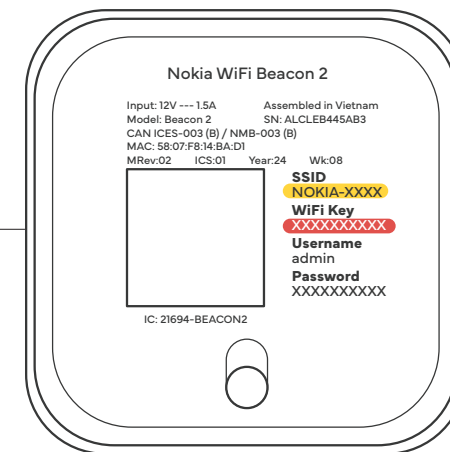 Nokia WiFi Beacon 2
Input: 12V --- 1.5A Assembled in Vietnam
Model: Beacon 2 SN: ALCLEB445AB3
CAN ICES-003 (B) / NMB-003 (B)
MAC: 58:07:F8:14:BA:D1
MRev:02 ICS:01 Year:24 Wk:08
SSID
NOKIA-XXXX
WiFi Key
XXXXXXXXXX
Username
admin
Password
XXXXXXXXXX
IC: 21694-BEACON2